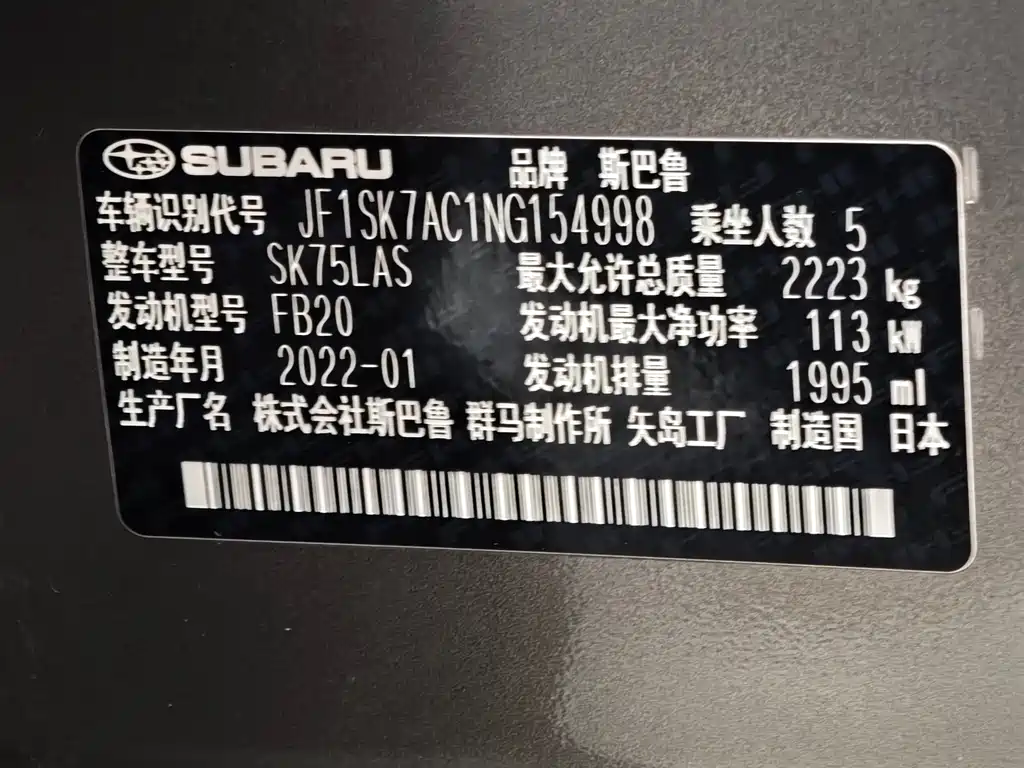 SUBARU 品牌 斯巴鲁
车辆识别代号 JF1SK7AC1NG154998 乘坐人数 5
整车型号 SK75LAS 最大允许总质量 2223 kg
发动机型号 FB20 发动机最大净功率 113 kW
制造年月 2022-01 发动机排量 1995 ml
生产厂名 株式会社斯巴鲁 群马制作所 矢岛工厂 制造国 日本